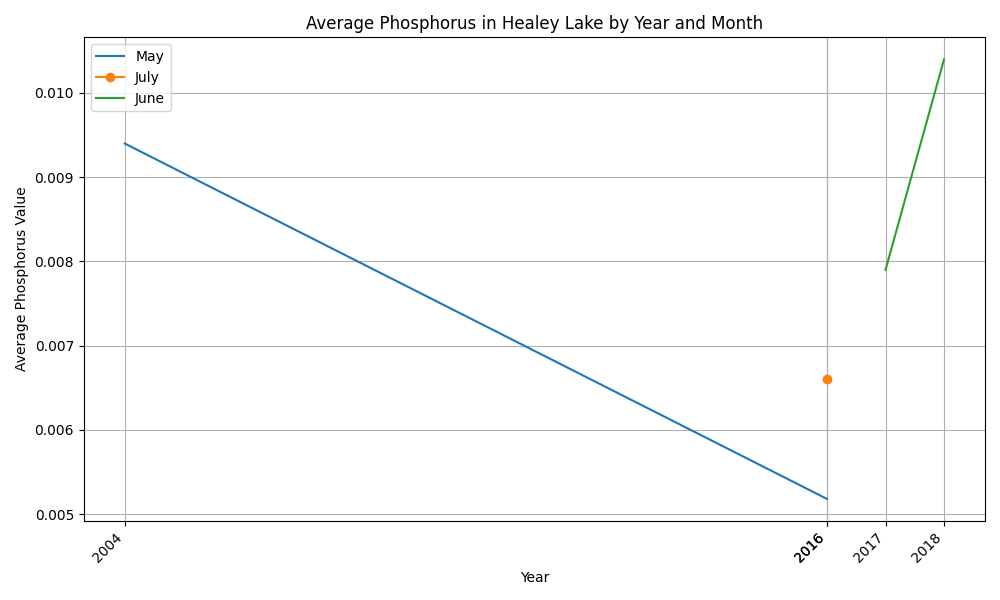 Average Phosphorus in Healey Lake by Year and Month
May
July
June
Average Phosphorus Value
0.010
0.009
0.008
0.007
0.006
0.005
2004
2016
2017
2018
Year